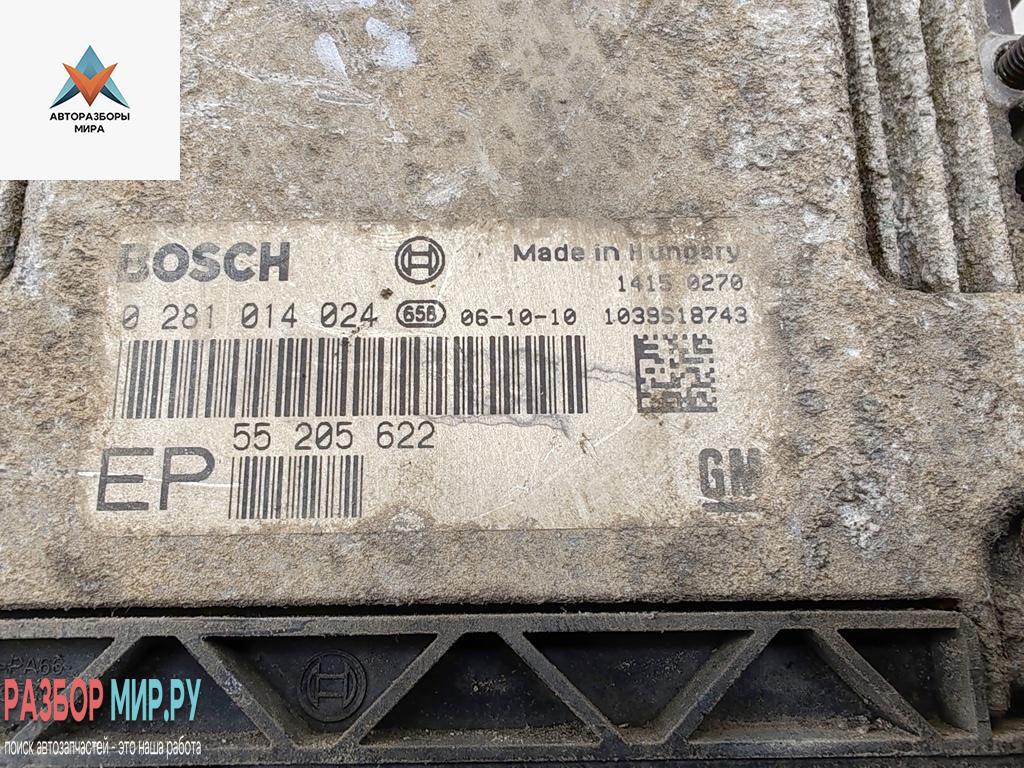 АВТОРАЗБОРЫ
МИРА
BOSCH
Made in Hungary
1415 0270
0 281 014 024 656 06-10-10 1039S18743
55 205 622
EP
GM
-PA66-
РАЗБОР МИР.РУ
поиск автозапчастей - это наша работа